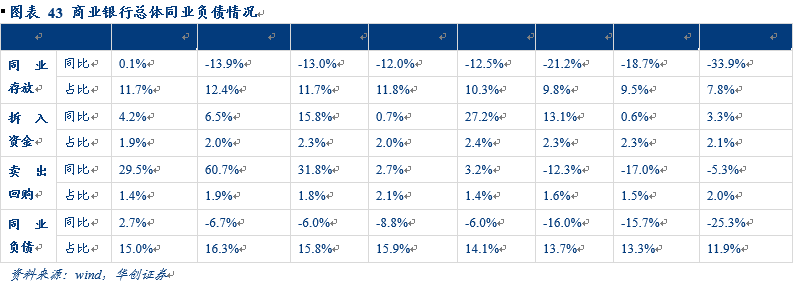 图表 43 商业银行总体同业负债情况
同业存放 同比 0.1% -13.9% -13.0% -12.0% -12.5% -21.2% -18.7% -33.9%
占比 11.7% 12.4% 11.7% 11.8% 10.3% 9.8% 9.5% 7.8%
拆入资金 同比 4.2% 6.5% 15.8% 0.7% 27.2% 13.1% 0.6% 3.3%
占比 1.9% 2.0% 2.3% 2.0% 2.4% 2.3% 2.3% 2.1%
卖出回购 同比 29.5% 60.7% 31.8% 2.7% 3.2% -12.3% -17.0% -5.3%
占比 1.4% 1.9% 1.8% 2.1% 1.4% 1.6% 1.5% 2.0%
同业负债 同比 2.7% -6.7% -6.0% -8.8% -6.0% -16.0% -15.7% -25.3%
占比 15.0% 16.3% 15.8% 15.9% 14.1% 13.7% 13.3% 11.9%
资料来源：wind，华创证券